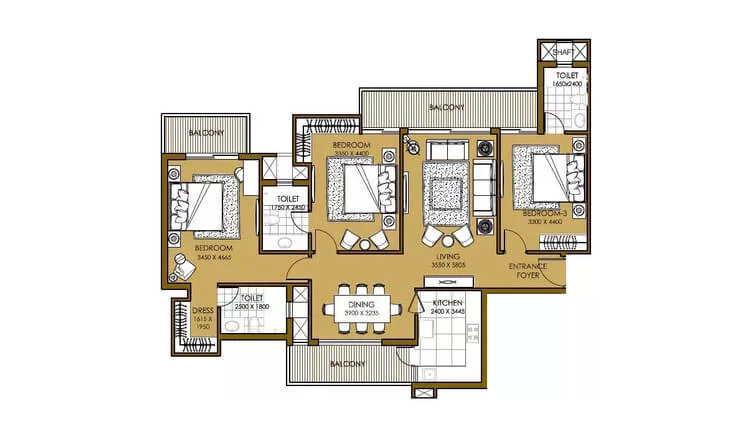 SHAFT
TOILET
1650x2400
BALCONY
BALCONY
BEDROOM
3350 X 4400
BEDROOM-3
3300 X 4400
TOILET
1750 X 2450
BEDROOM
3450 X 4665
LIVING
3550 X 5805
ENTRANCE
FOYER
DRESS
1615 X
1950
TOILET
2500 X 1800
DINING
3900 X 3235
KITCHEN
2400 X 3445
BALCONY